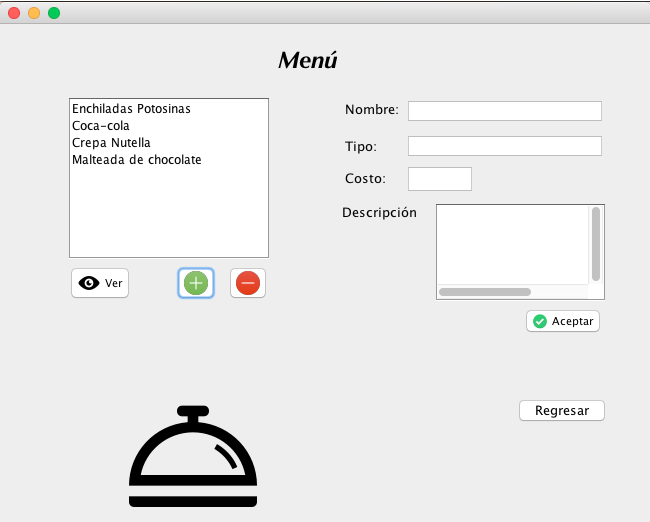 Menú
Enchiladas Potosinas
Coca-cola
Crepa Nutella
Malteada de chocolate
Ver
Nombre:
Tipo:
Costo:
Descripción
Aceptar
Regresar